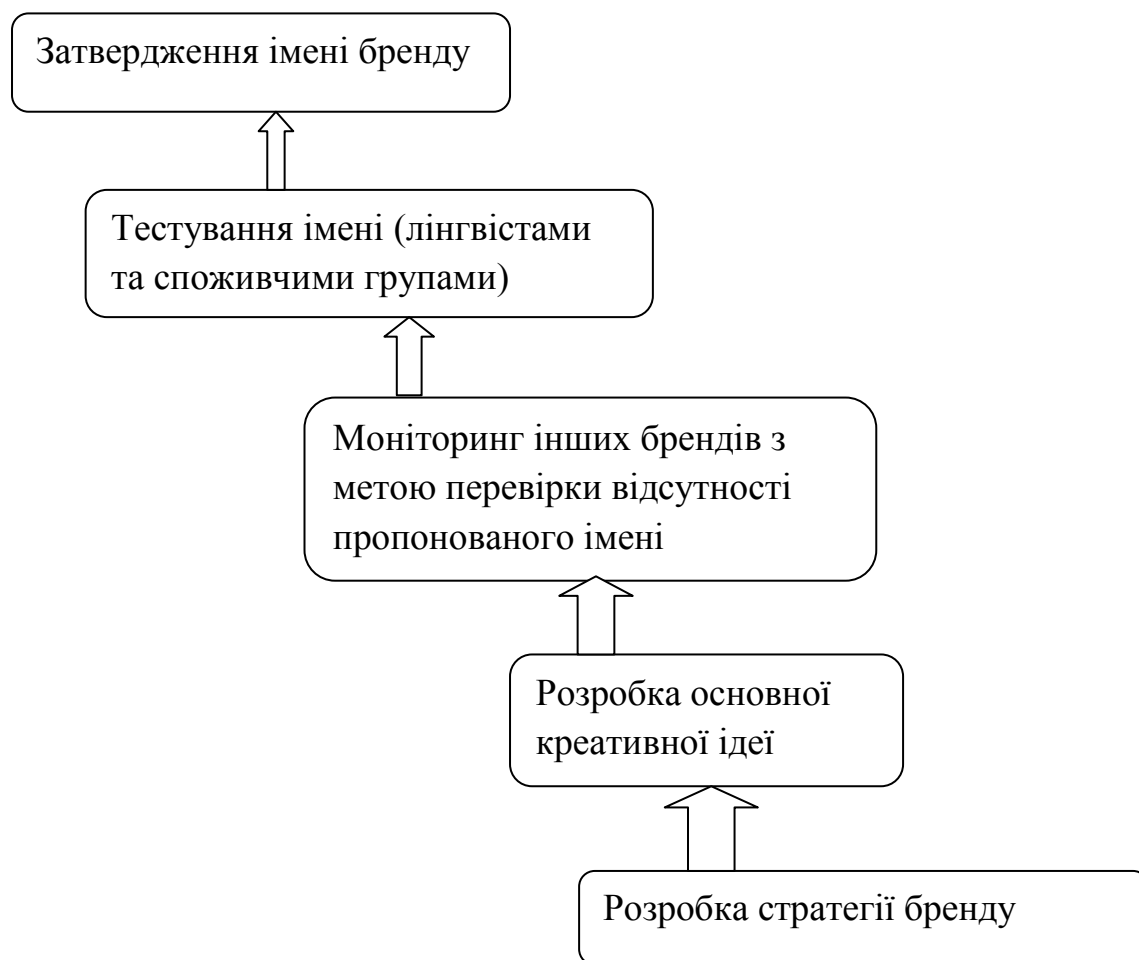 Затвердження імені бренду
Тестування імені (лінгвістами
та споживчими групами)
Моніторинг інших брендів з
метою перевірки відсутності
пропонованого імені
Розробка основної
креативної ідеї
Розробка стратегії бренду